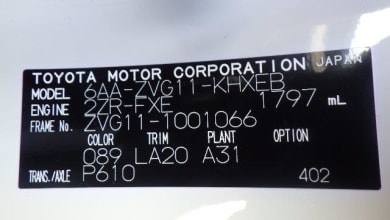 TOYOTA MOTOR CORPORATION JAPAN
MODEL 6AA-ZVG11-KHXEB
ENGINE 2ZR-FXE 1797 mL
FRAME No. ZVG11-1001066
COLOR TRIM PLANT OPTION
089 LA20 A31
TRANS./AXLE P610 402